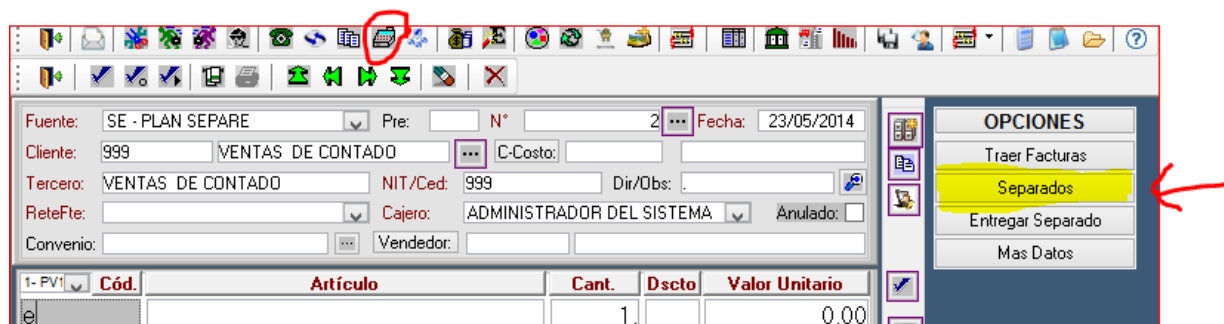 Fuente: SE - PLAN SEPARE Pre: N° 2 ... Fecha: 23/05/2014
Cliente: 999 VENTAS DE CONTADO ... C-Costo:
Tercero: VENTAS DE CONTADO NIT/Ced: 999 Dir/Obs: .
ReteFte: Cajero: ADMINISTRADOR DEL SISTEMA Anulado:
Convenio: ... Vendedor:
1- PV1 Cód. Artículo Cant. Dscto Valor Unitario
e 1. 0.00
OPCIONES
Traer Facturas
Separados
Entregar Separado
Mas Datos